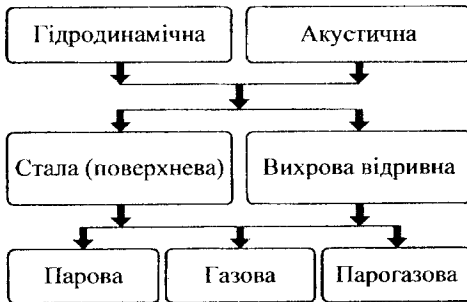 Гідродинамічна
Акустична
Стала (поверхнева)
Вихрова відривна
Парова
Газова
Парогазова